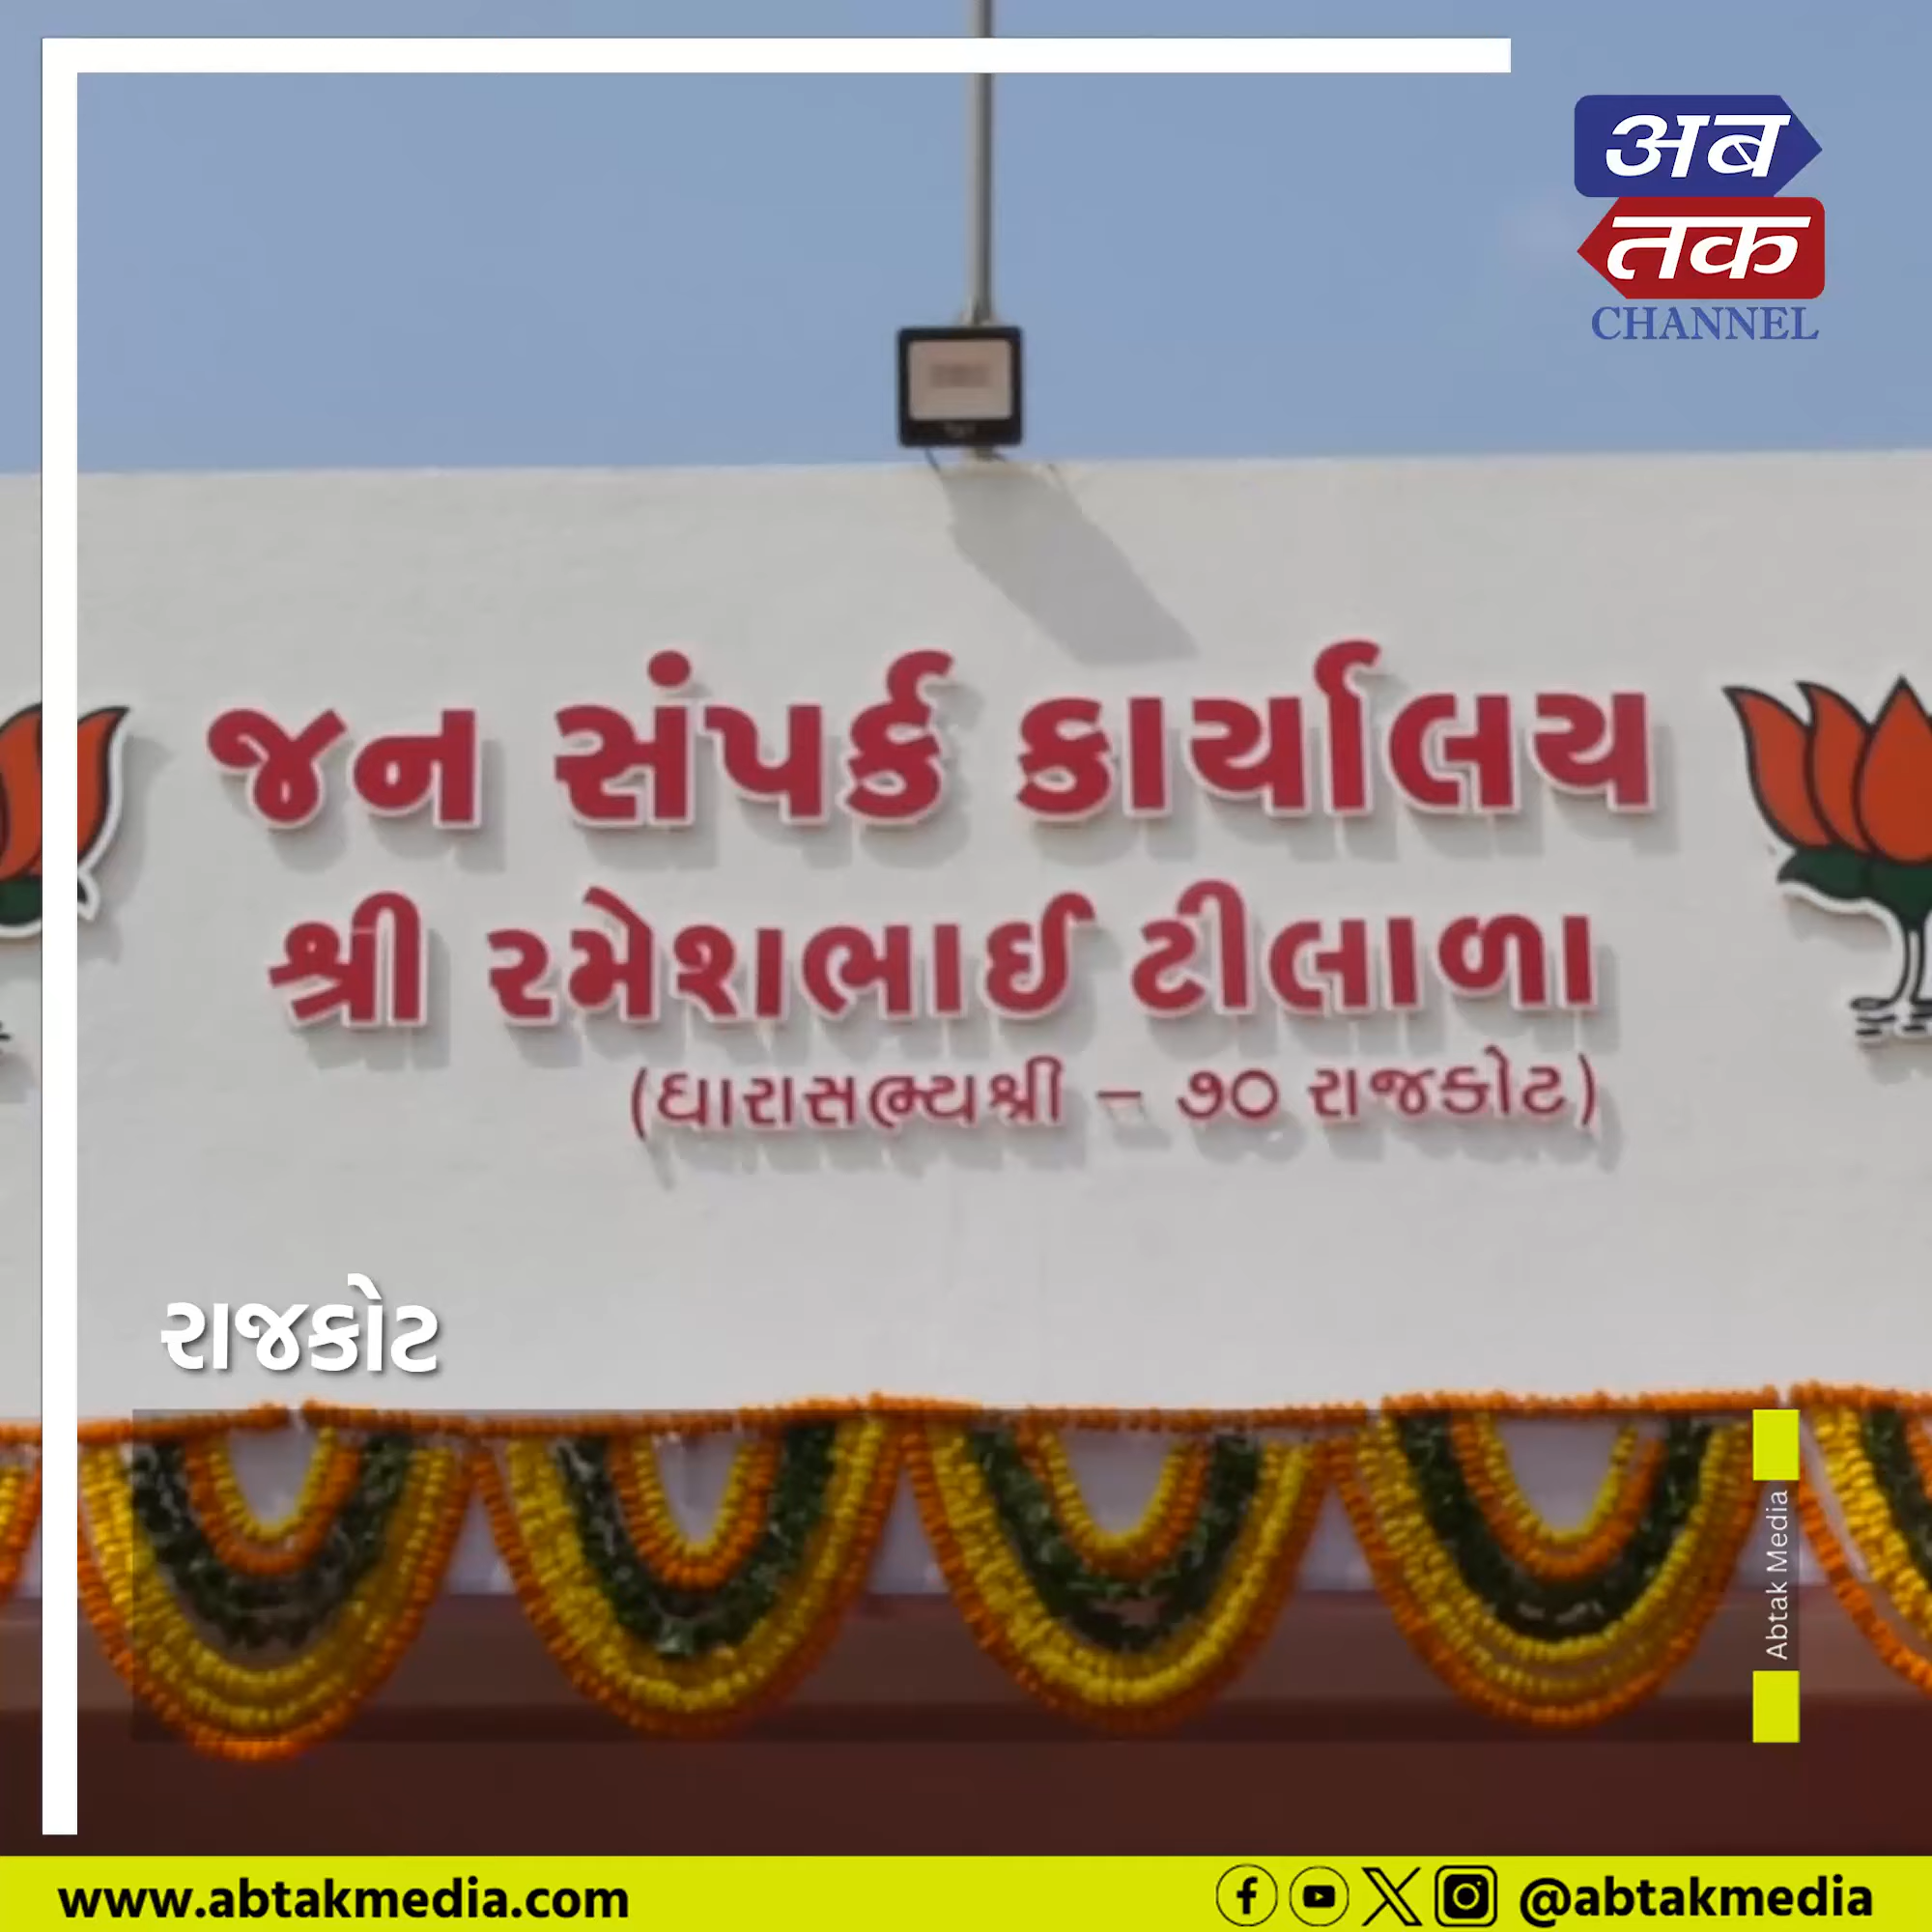 अब
तक
CHANNEL
જન સંપર્ક કાર્યાલય
શ્રી રમેશભાઈ ટીલાળા
(ધારાસભ્યશ્રી – ૭૦ રાજકોટ)
રાજકોટ
Abtak Media
www.abtakmedia.com
@abtakmedia